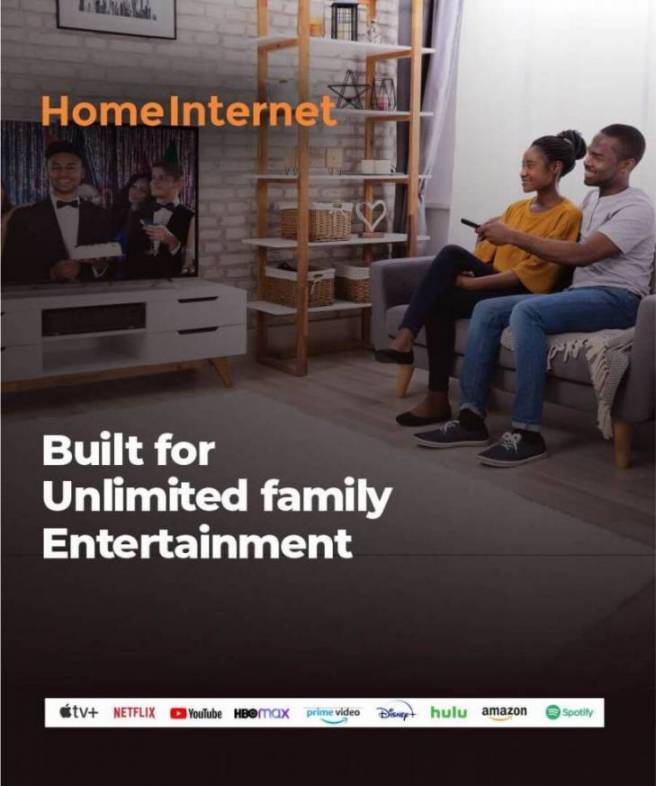 HomeInternet
Built for
Unlimited family
Entertainment
tv+ NETFLIX YouTube HBOmax prime video Disney+ hulu amazon Spotify